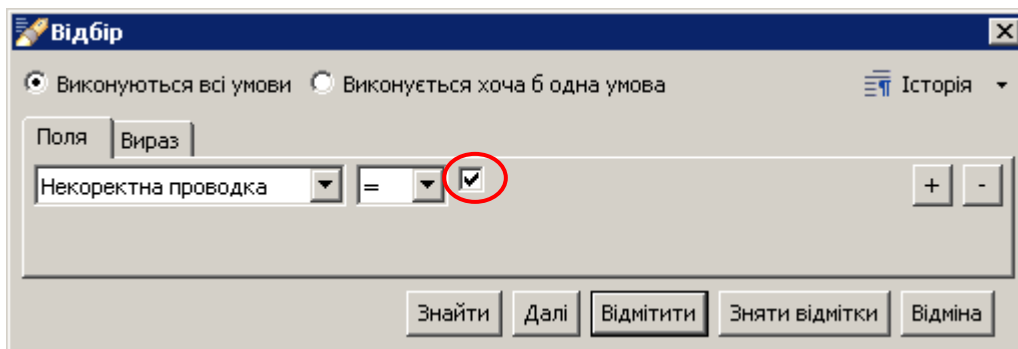 Відбір
Виконуються всі умови Виконується хоча б одна умова Історія
Поля Вираз
Некоректна проводка = + -
Знайти Далі Відмітити Зняти відмітки Відміна